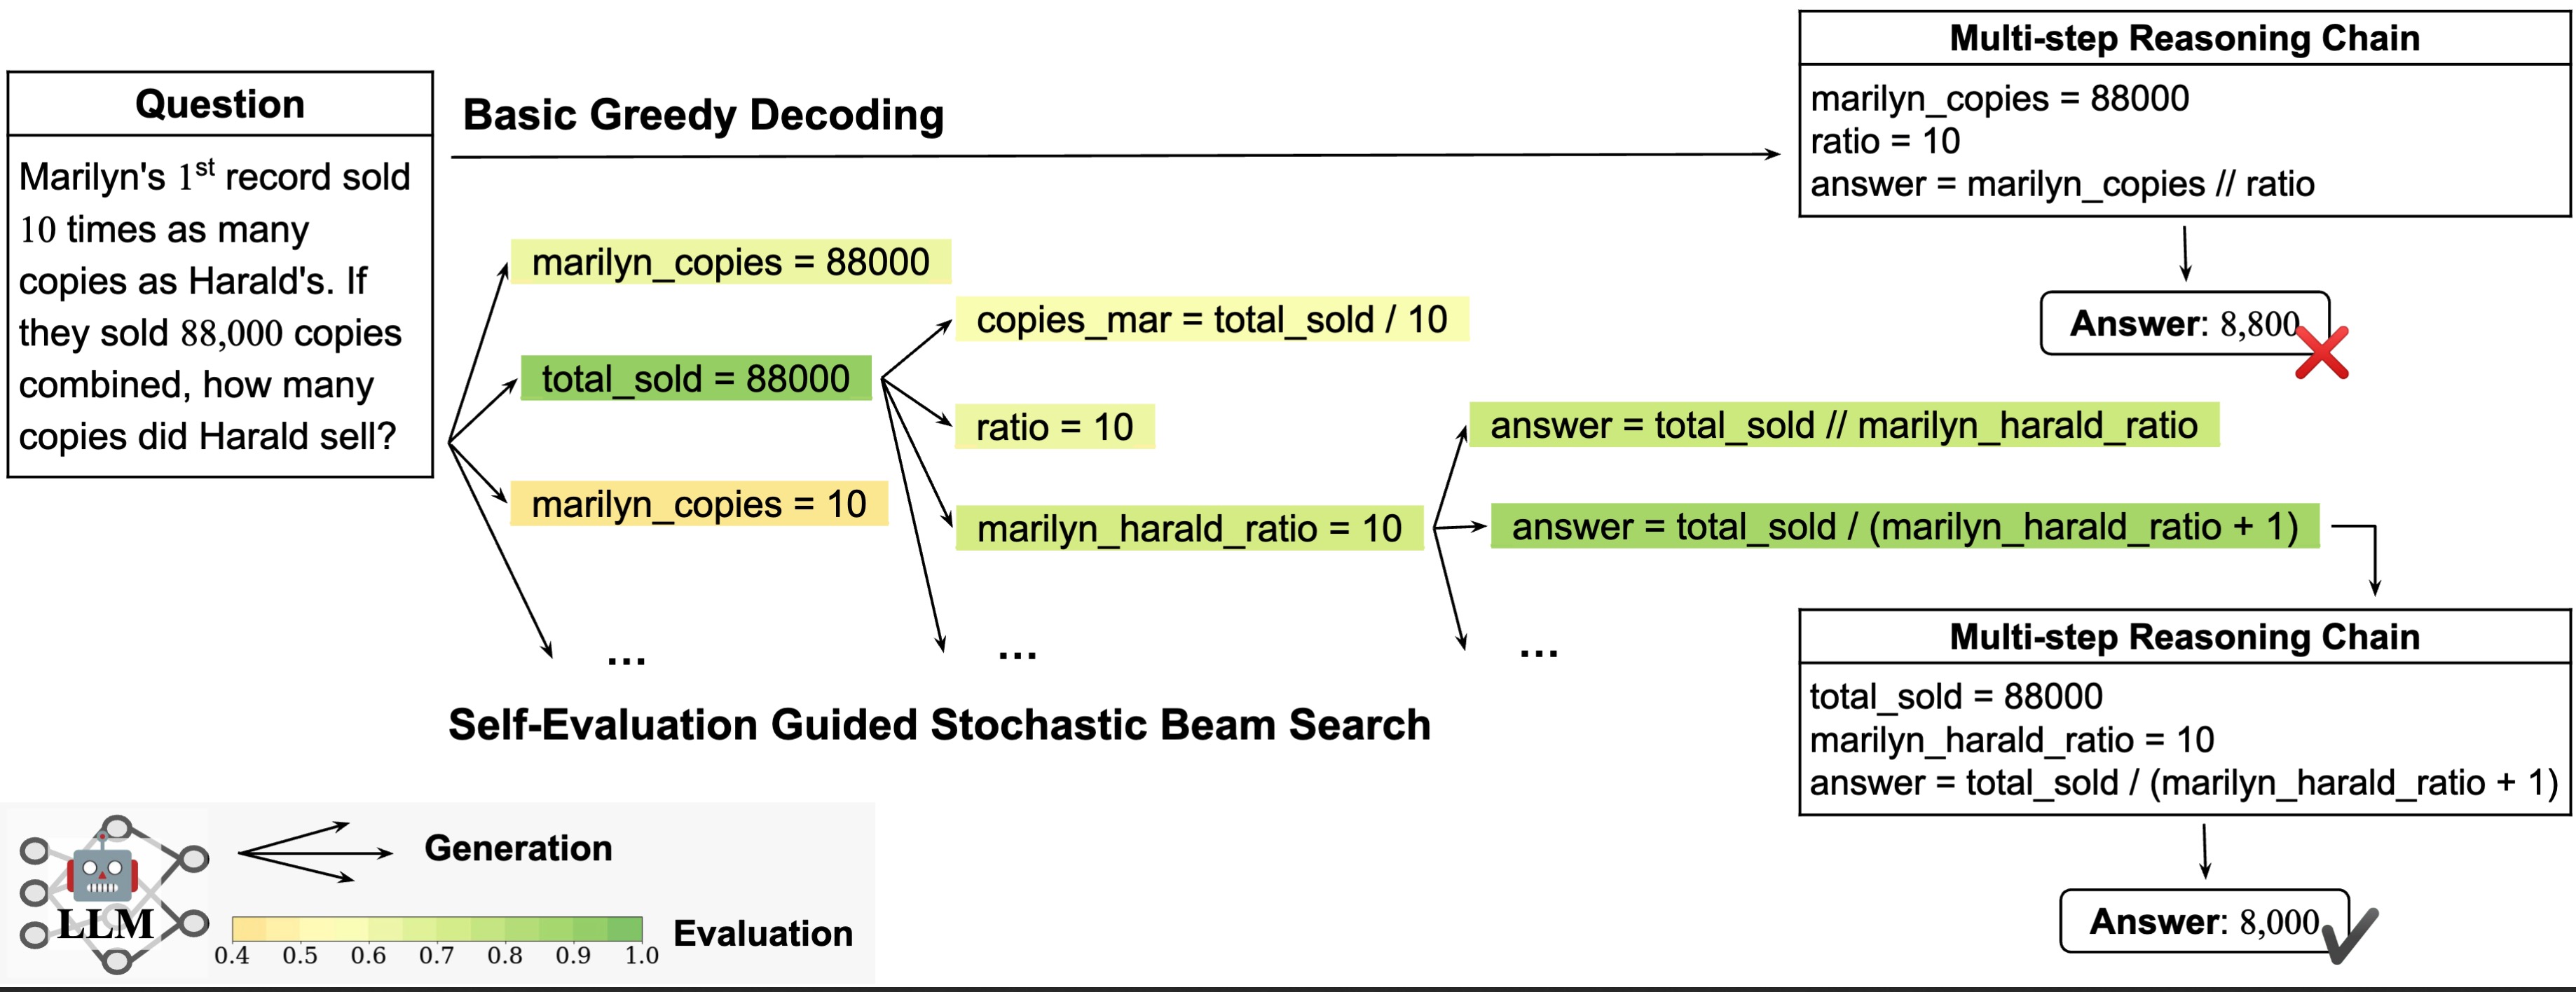 Question
Marilyn's 1st record sold
10 times as many
copies as Harald's. If
they sold 88,000 copies
combined, how many
copies did Harald sell?
Basic Greedy Decoding
Multi-step Reasoning Chain
marilyn_copies = 88000
ratio = 10
answer = marilyn_copies // ratio
Answer: 8,800
marilyn_copies = 88000
total_sold = 88000
marilyn_copies = 10
...
copies_mar = total_sold / 10
ratio = 10
marilyn_harald_ratio = 10
...
answer = total_sold // marilyn_harald_ratio
answer = total_sold / (marilyn_harald_ratio + 1)
...
Self-Evaluation Guided Stochastic Beam Search
Multi-step Reasoning Chain
total_sold = 88000
marilyn_harald_ratio = 10
answer = total_sold / (marilyn_harald_ratio + 1)
Answer: 8,000
LLM
Generation
Evaluation
0.4 0.5 0.6 0.7 0.8 0.9 1.0